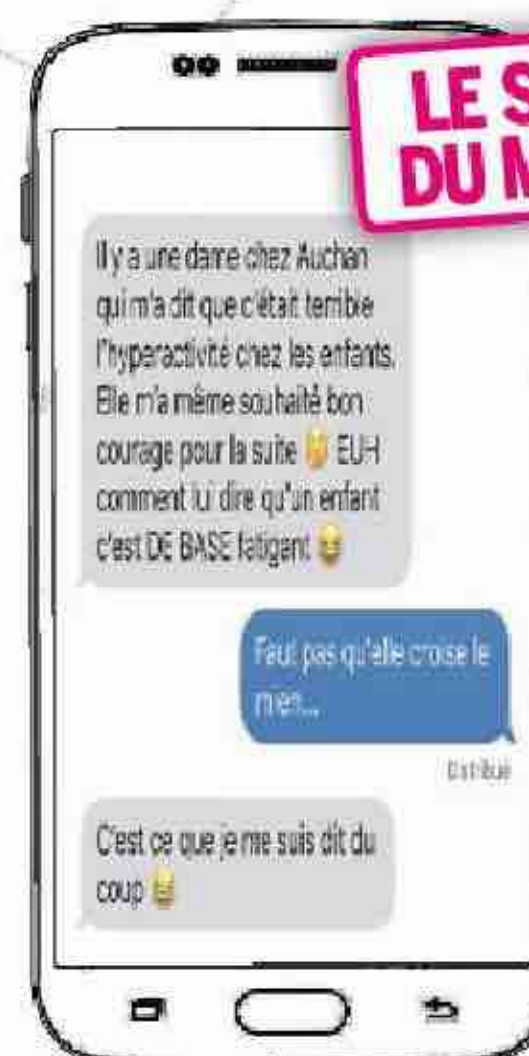 LE S
DU M
Il y a une dame chez Auchan
qui m'a dit que c'était terrible
l'hyperactivité chez les enfants.
Elle m'a même souhaité bon
courage pour la suite 🤭 EUH
comment lui dire qu'un enfant
c'est DE BASE fatigant 😅
Faut pas qu'elle croise le
mien...
Distribué
C'est ce que je me suis dit du
coup 😅